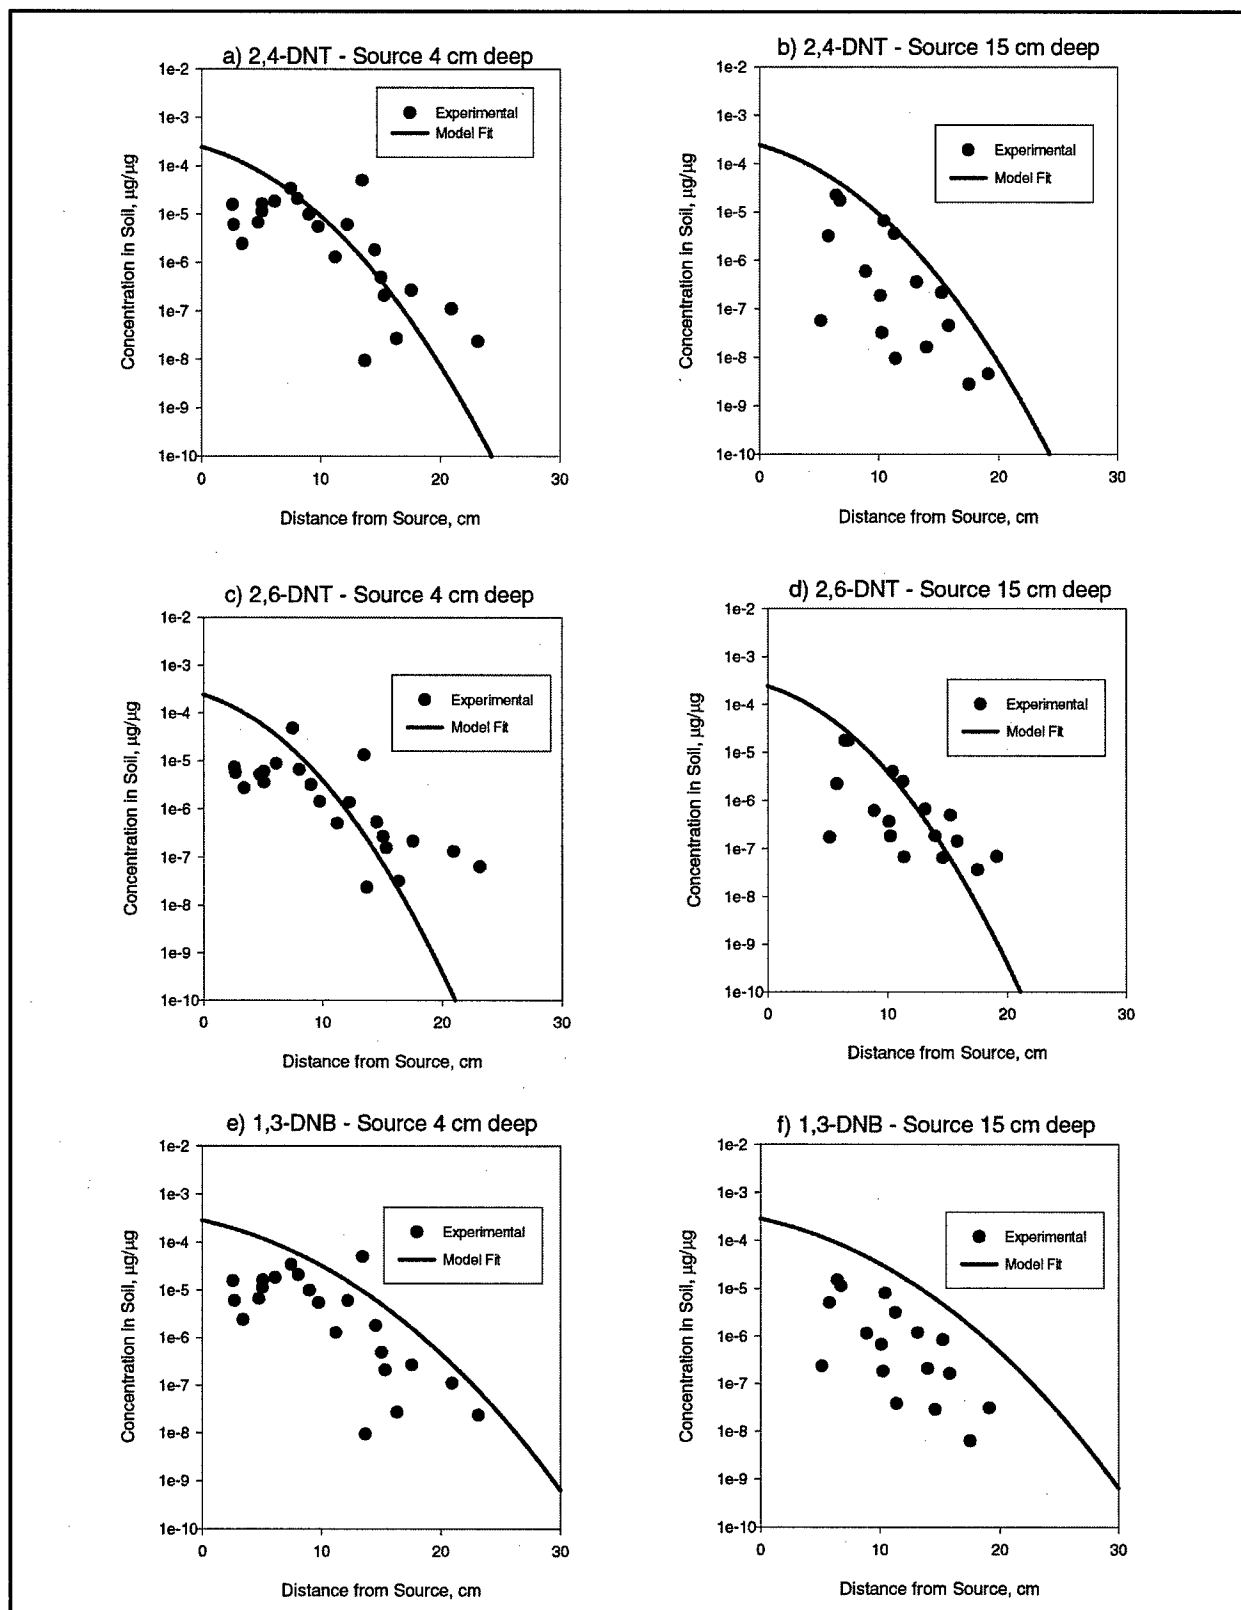 a) 2,4-DNT - Source 4 cm deep
1e-2
1e-3
1e-4
1e-5
1e-6
1e-7
1e-8
1e-9
1e-10
Concentration in Soil, µg/µg
Experimental
Model Fit
0 10 20 30
Distance from Source, cm
b) 2,4-DNT - Source 15 cm deep
1e-2
1e-3
1e-4
1e-5
1e-6
1e-7
1e-8
1e-9
1e-10
Concentration in Soil, µg/µg
Experimental
Model Fit
0 10 20 30
Distance from Source, cm
c) 2,6-DNT - Source 4 cm deep
1e-2
1e-3
1e-4
1e-5
1e-6
1e-7
1e-8
1e-9
1e-10
Concentration in Soil, µg/µg
Experimental
Model Fit
0 10 20 30
Distance from Source, cm
d) 2,6-DNT - Source 15 cm deep
1e-2
1e-3
1e-4
1e-5
1e-6
1e-7
1e-8
1e-9
1e-10
Concentration in Soil, µg/µg
Experimental
Model Fit
0 10 20 30
Distance from Source, cm
e) 1,3-DNB - Source 4 cm deep
1e-2
1e-3
1e-4
1e-5
1e-6
1e-7
1e-8
1e-9
1e-10
Concentration in Soil, µg/µg
Experimental
Model Fit
0 10 20 30
Distance from Source, cm
f) 1,3-DNB - Source 15 cm deep
1e-2
1e-3
1e-4
1e-5
1e-6
1e-7
1e-8
1e-9
1e-10
Concentration in Soil, µg/µg
Experimental
Model Fit
0 10 20 30
Distance from Source, cm